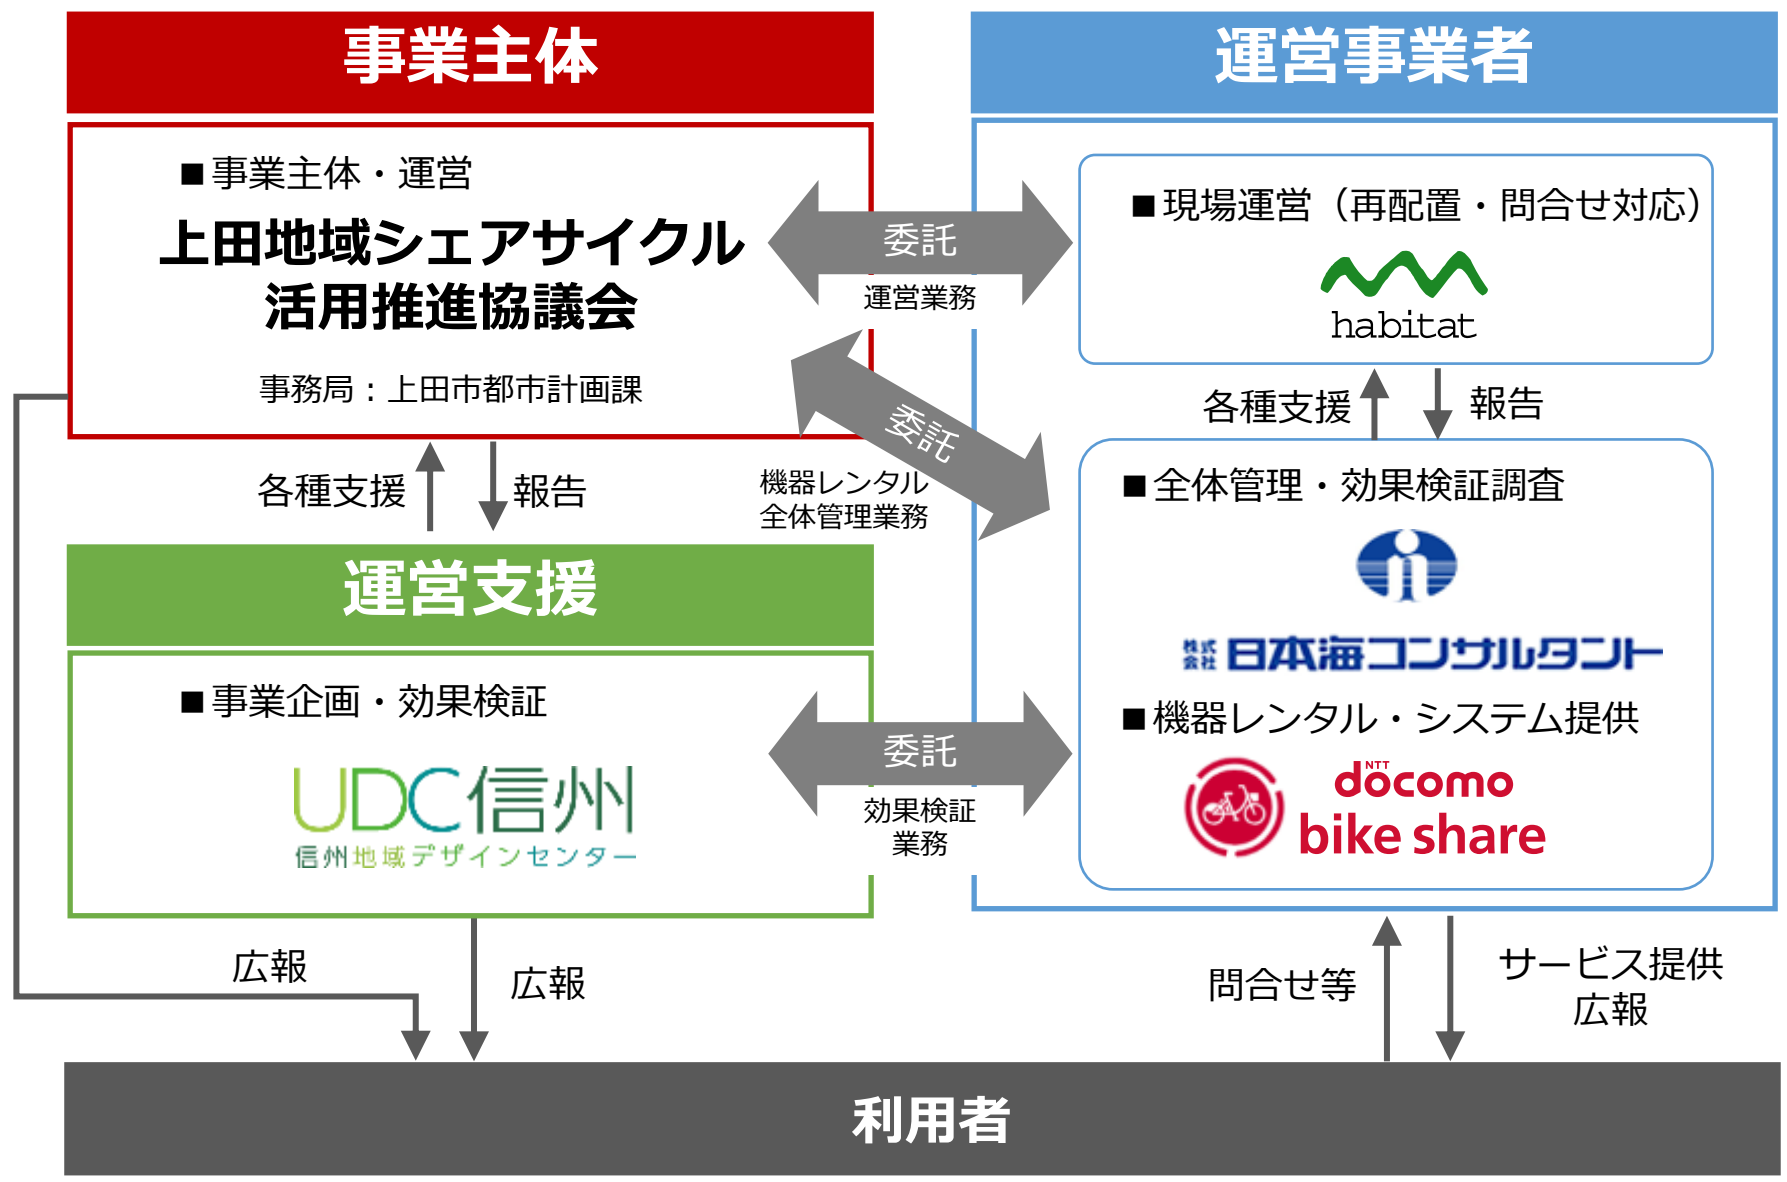 事業主体
■事業主体・運営
上田地域シェアサイクル
活用推進協議会
事務局：上田市都市計画課
各種支援
報告
運営支援
■事業企画・効果検証
UDC信州
信州地域デザインセンター
委託
運営業務
委託
機器レンタル
全体管理業務
委託
効果検証
業務
運営事業者
■現場運営（再配置・問合せ対応）
habitat
各種支援
報告
■全体管理・効果検証調査
株式会社 日本海コンサルタント
■機器レンタル・システム提供
NTT
docomo
bike share
広報
広報
問合せ等
サービス提供
広報
利用者